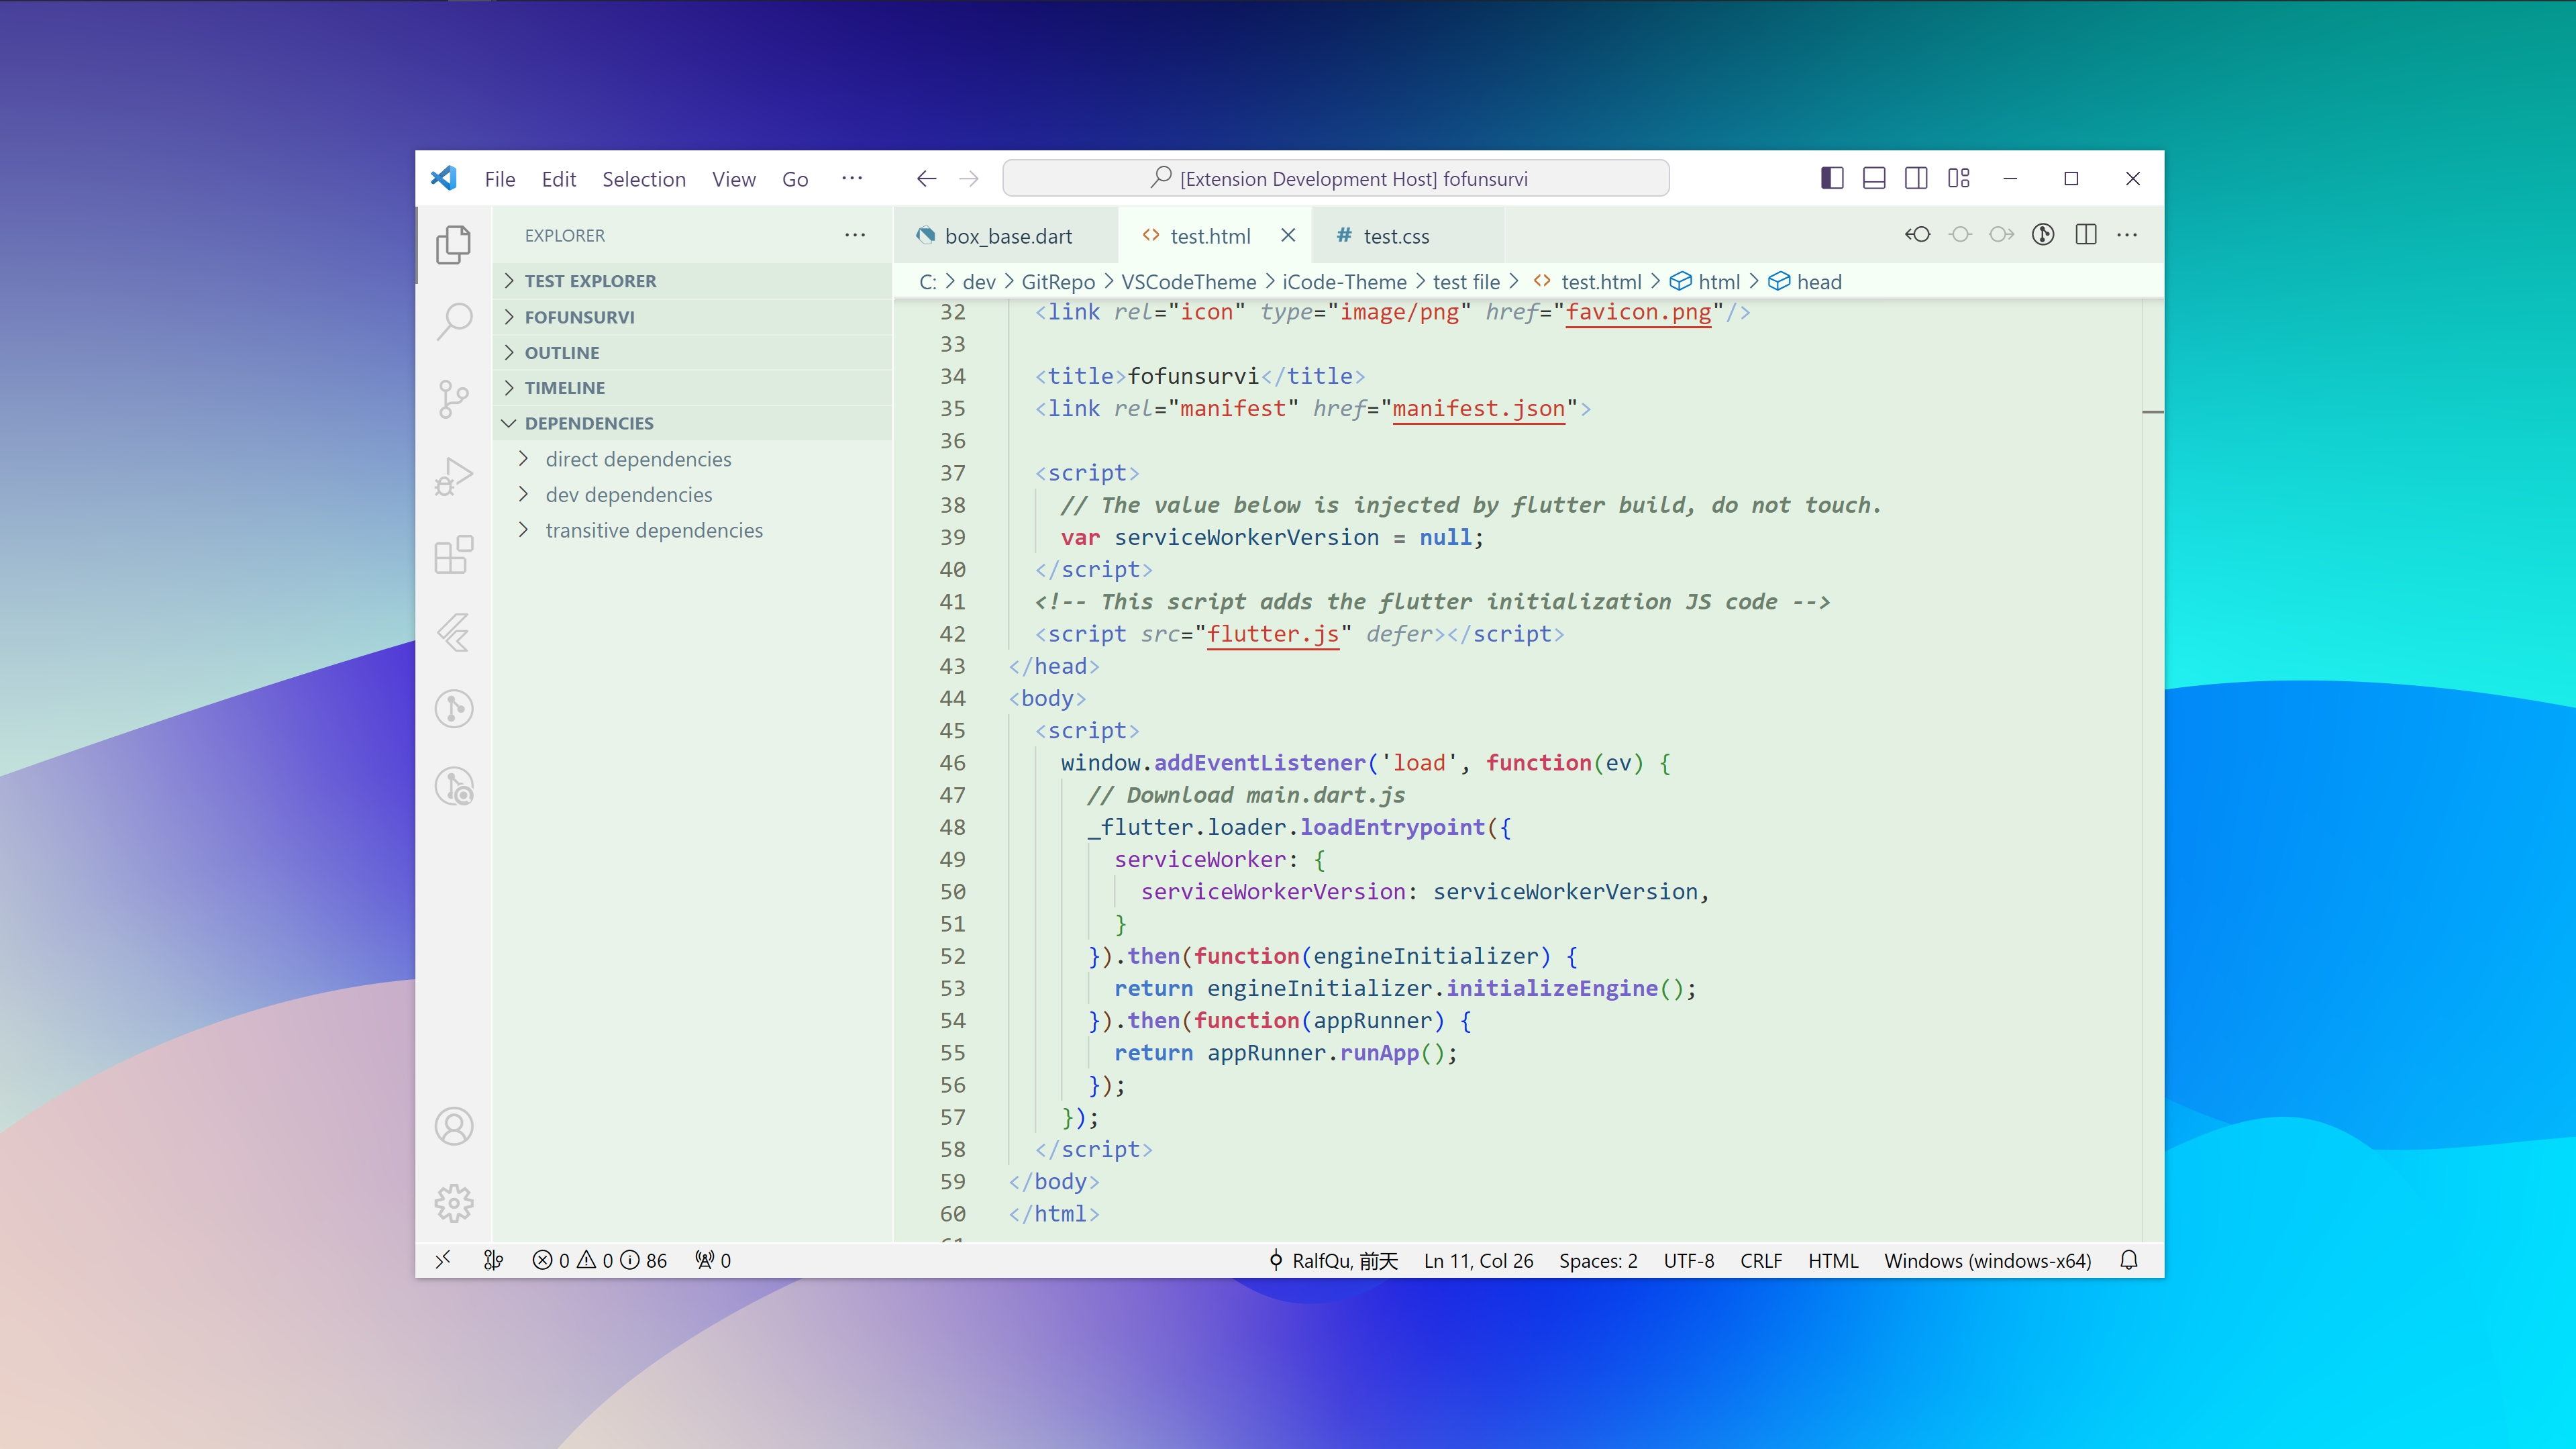 File Edit Selection View Go ··· [Extension Development Host] fofunsurvi
EXPLORER
TEST EXPLORER
FOFUNSURVI
OUTLINE
TIMELINE
DEPENDENCIES
direct dependencies
dev dependencies
transitive dependencies
box_base.dart test.html test.css
C: > dev > GitRepo > VSCodeTheme > iCode-Theme > test file > <> test.html > html > head
32 <link rel="icon" type="image/png" href="favicon.png"/>
33
34 <title>fofunsurvi</title>
35 <link rel="manifest" href="manifest.json">
36
37 <script>
38 // The value below is injected by flutter build, do not touch.
39 var serviceWorkerVersion = null;
40 </script>
41 <!-- This script adds the flutter initialization JS code -->
42 <script src="flutter.js" defer></script>
43 </head>
44 <body>
45 <script>
46 window.addEventListener('load', function(ev) {
47 // Download main.dart.js
48 _flutter.loader.loadEntrypoint({
49 serviceWorker: {
50 serviceWorkerVersion: serviceWorkerVersion,
51 }
52 }).then(function(engineInitializer) {
53 return engineInitializer.initializeEngine();
54 }).then(function(appRunner) {
55 return appRunner.runApp();
56 });
57 });
58 </script>
59 </body>
60 </html>
0 0 86 0 RalfQu, 前天 Ln 11, Col 26 Spaces: 2 UTF-8 CRLF HTML Windows (windows-x64)